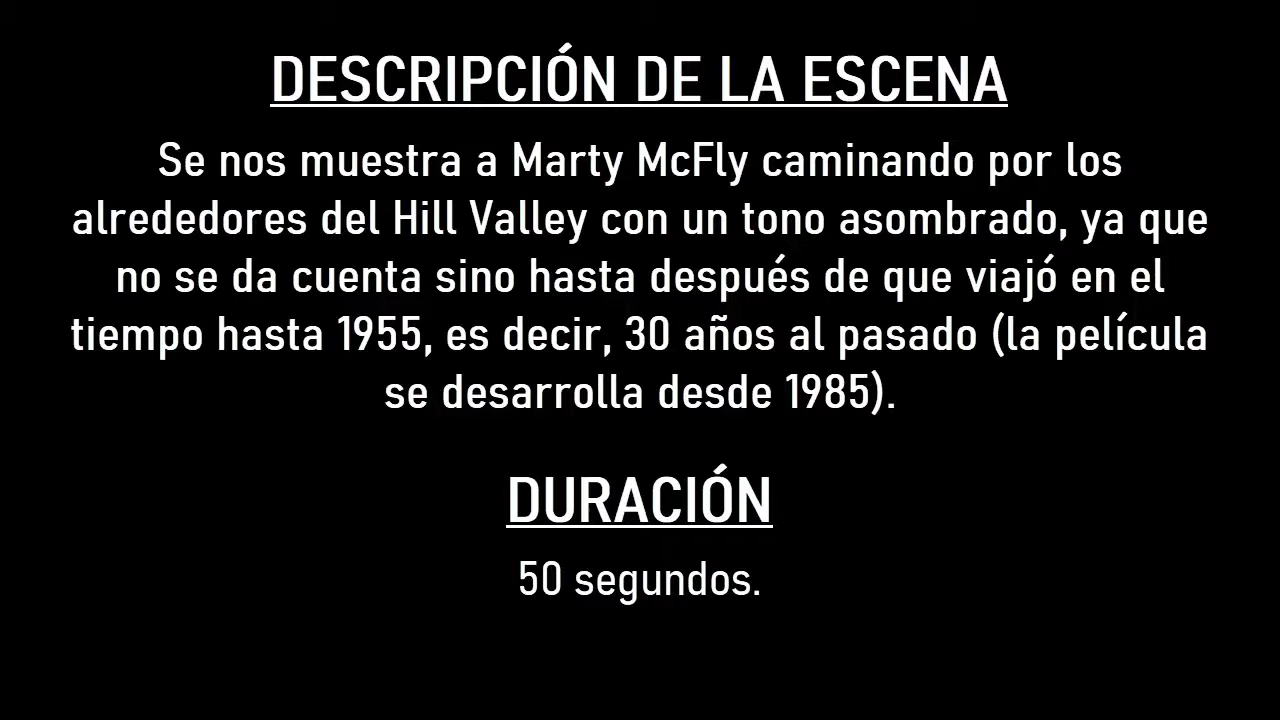 DESCRIPCIÓN DE LA ESCENA
Se nos muestra a Marty McFly caminando por los
alrededores del Hill Valley con un tono asombrado, ya que
no se da cuenta sino hasta después de que viajó en el
tiempo hasta 1955, es decir, 30 años al pasado (la película
se desarrolla desde 1985).
DURACIÓN
50 segundos.